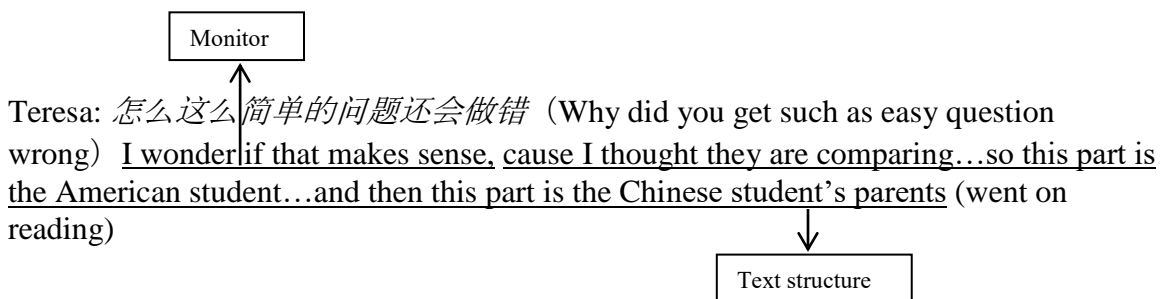 Monitor
Teresa: 怎么这么简单的问题还会做错（Why did you get such as easy question
wrong） I wonder if that makes sense, cause I thought they are comparing…so this part is
the American student…and then this part is the Chinese student’s parents (went on
reading)
Text structure